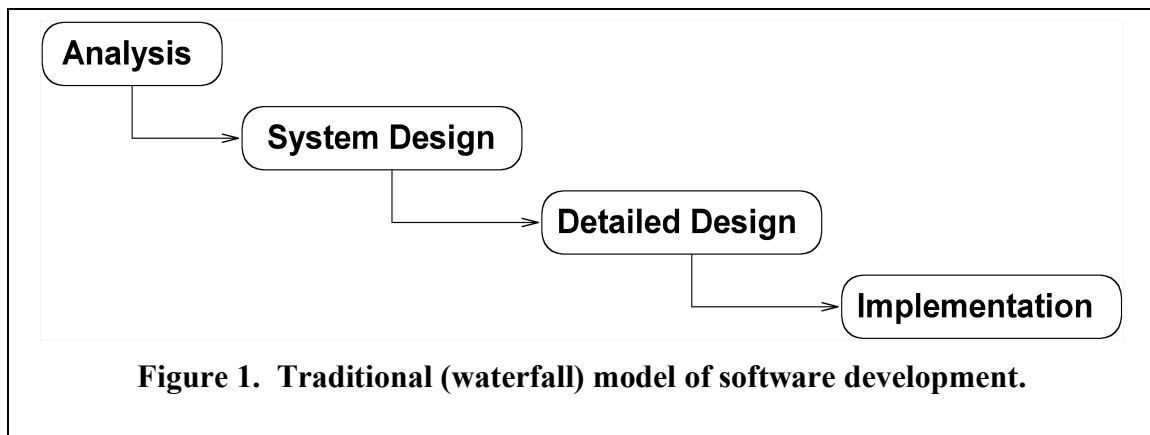 Analysis
System Design
Detailed Design
Implementation
Figure 1.  Traditional (waterfall) model of software development.